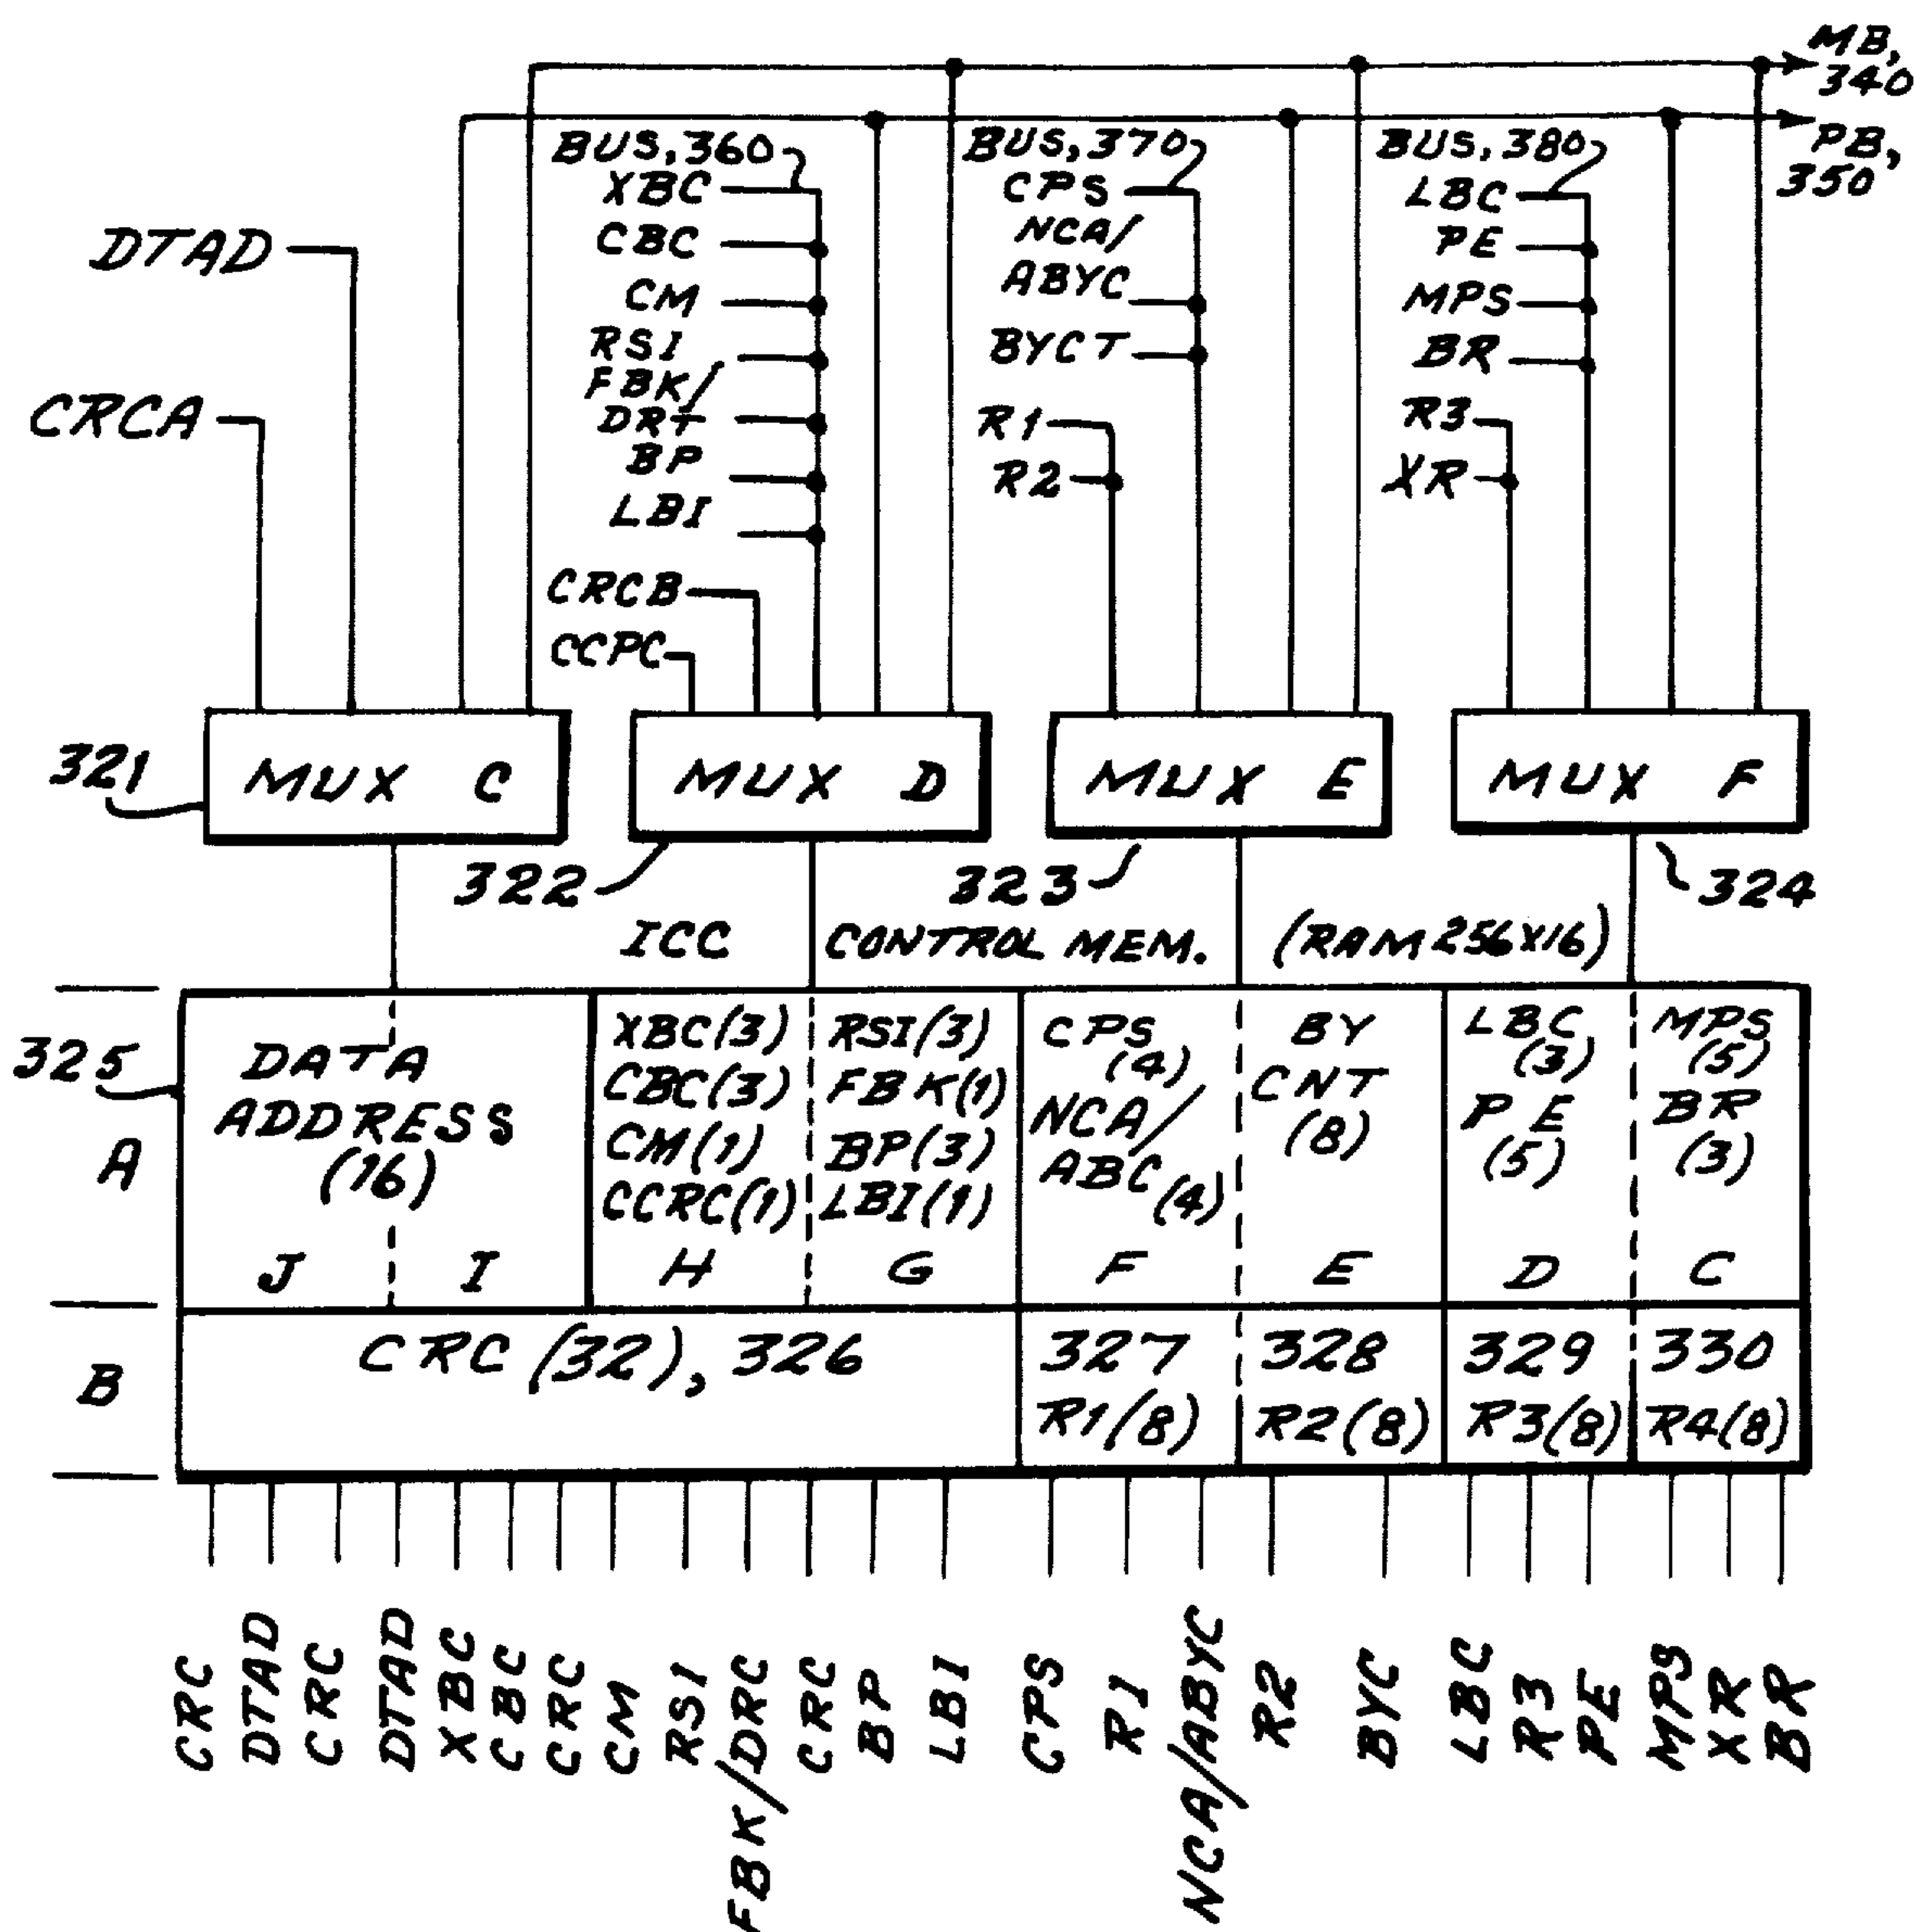 MB,
340
PB,
350
BUS,360
XBC
CBC
CM
RSI
FBK/
DRT
BP
LBI
CRCB
CCPC
BUS,370
CPS
NCA/
ABYC
BYCT
R1
R2
BUS,380
LBC
PE
MPS
BR
R3
XR
DTAD
CRCA
321
MUX C
MUX D
MUX E
MUX F
322
323
324
ICC CONTROL MEM. (RAM 256X16)
325
A
DATA
ADDRESS
(16)
J I
XBC(3)
CBC(3)
CM(1)
CCRC(1)
H
RSI(3)
FBK(1)
BP(3)
LBI(1)
G
CPS
(4)
NCA/
ABC(4)
F
BY
CNT
(8)
E
LBC
(3)
PE
(5)
D
MPS
(5)
BR
(3)
C
B
CRC (32), 326
327
R1(8)
328
R2(8)
329
R3(8)
330
R4(8)
CRC
DTAD
CRC
DTAD
XBC
CBC
CRC
CM
RSI
FBK/DRC
CRC
BP
LBI
CPS
RI
NCA/ABYC
R2
BYC
LBC
R3
PE
MPS
XR
BR